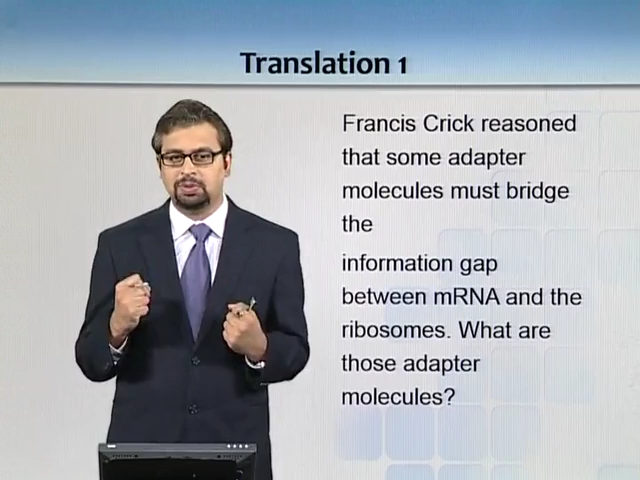 Translation 1
Francis Crick reasoned
that some adapter
molecules must bridge
the
information gap
between mRNA and the
ribosomes. What are
those adapter
molecules?